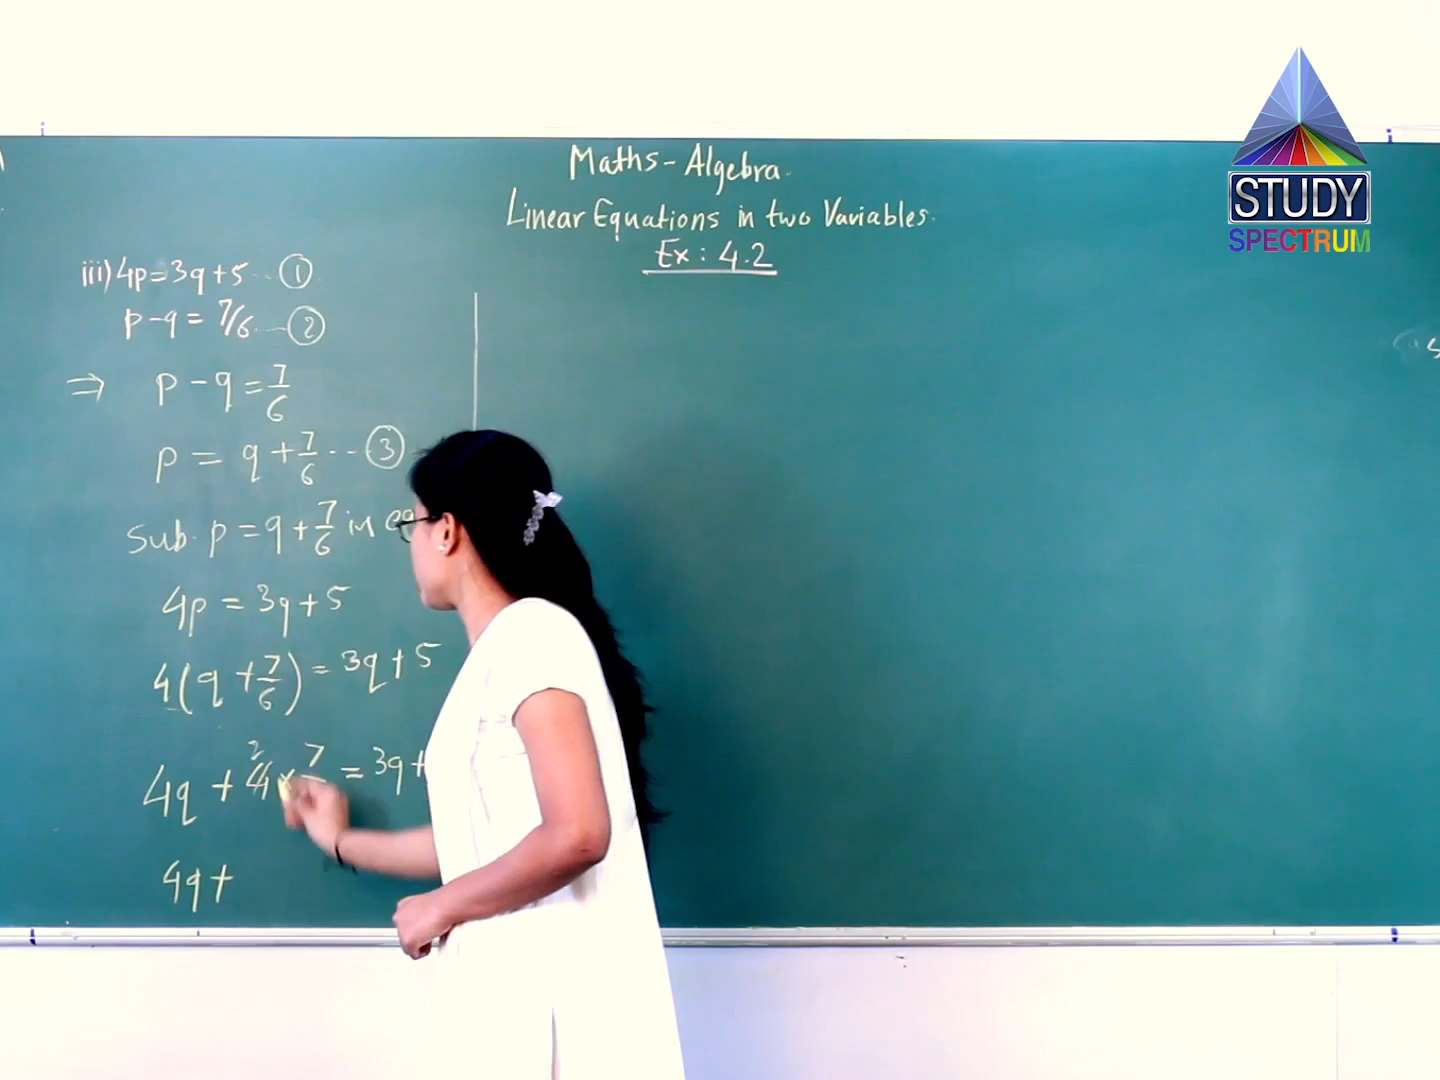 Maths - Algebra.
Linear Equations in two Variables.
Ex : 4.2
STUDY
SPECTRUM
iii) 4p = 3q + 5 -- ①
p - q = 7/6 -- ②
⇒ p - q = 7/6
p = q + 7/6 -- ③
Sub. p = q + 7/6 in
4p = 3q + 5
4(q + 7/6) = 3q + 5
4q + 4 × 7 = 3q +
2
4q +